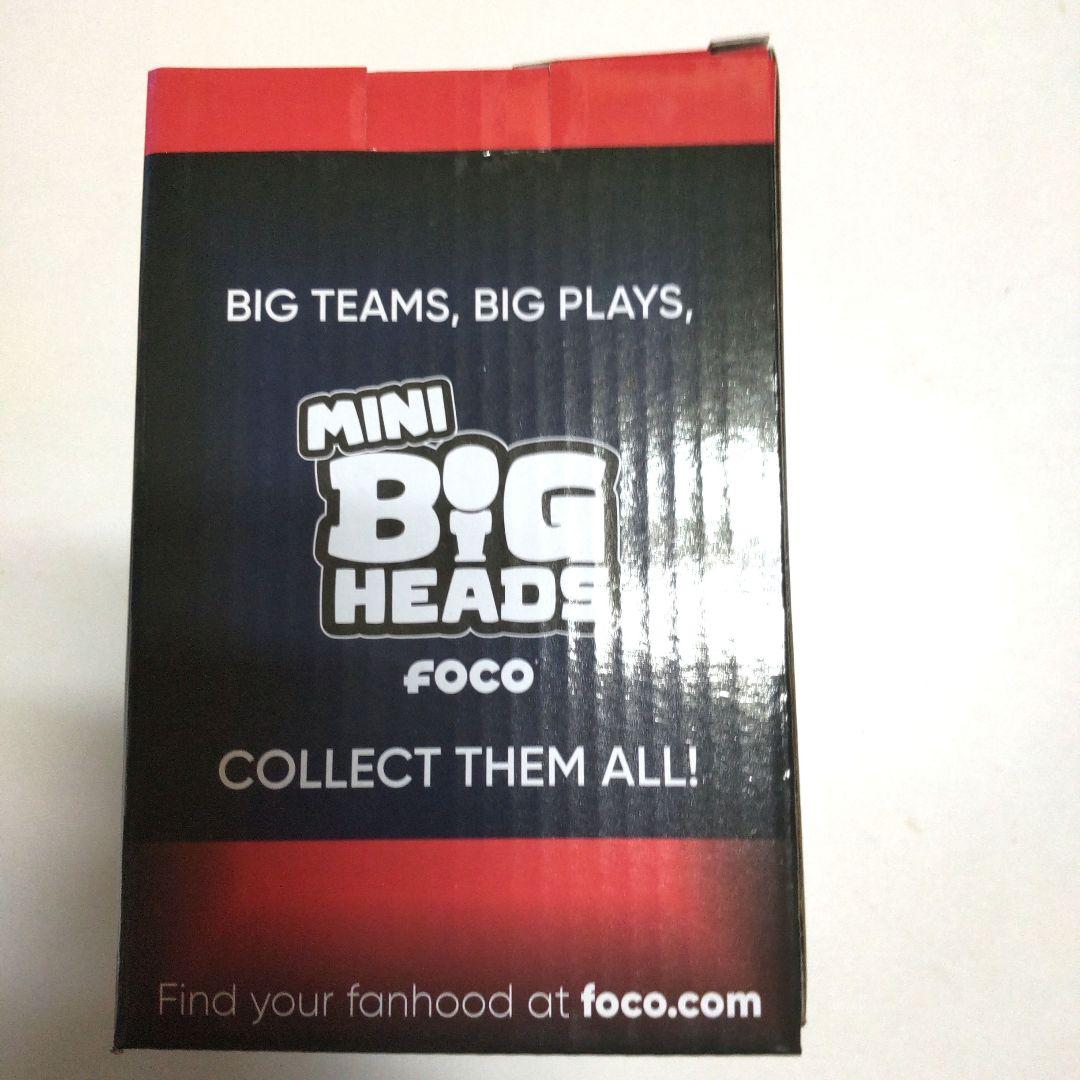 BIG TEAMS, BIG PLAYS,
MINI
BIG
HEADS
FOCO
COLLECT THEM ALL!
Find your fanhood at foco.com